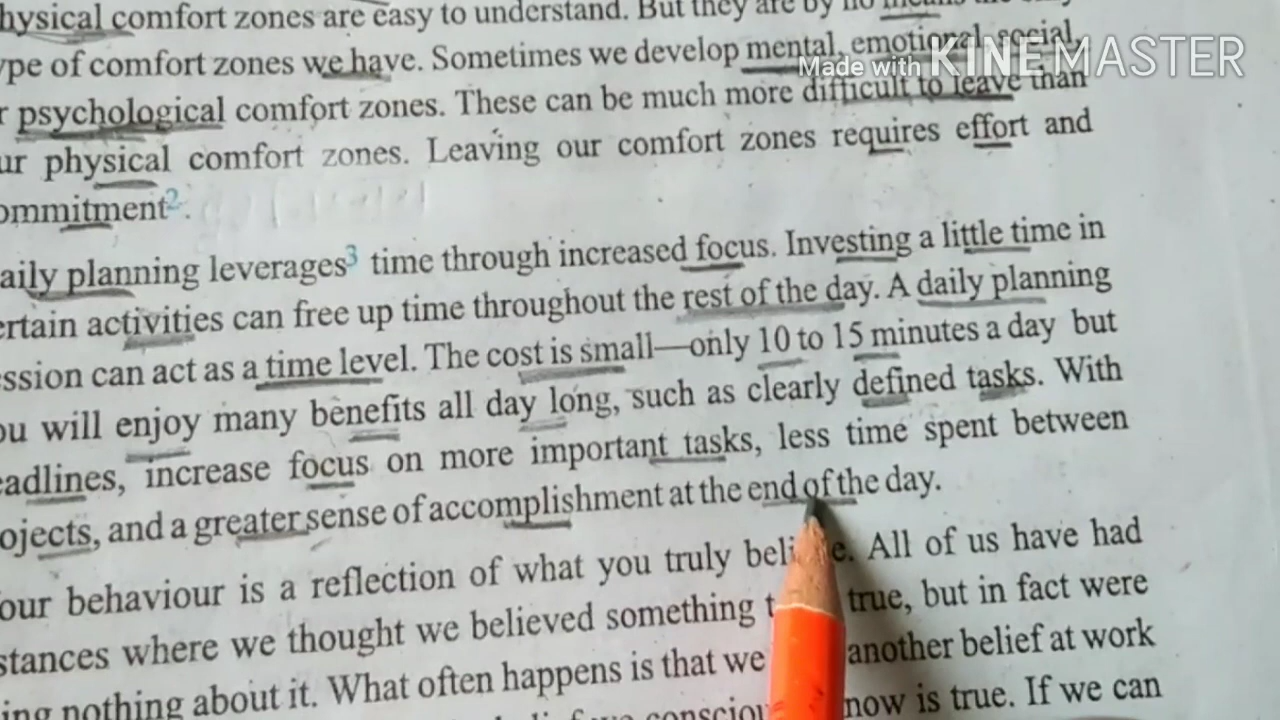 hysical comfort zones are easy to understand. But they are by no means the only
ype of comfort zones we have. Sometimes we develop mental, emotional, social,
Made with KINEMASTER
r psychological comfort zones. These can be much more difficult to leave than
ur physical comfort zones. Leaving our comfort zones requires effort and
ommitment2.
aily planning leverages3 time through increased focus. Investing a little time in
ertain activities can free up time throughout the rest of the day. A daily planning
ssion can act as a time level. The cost is small—only 10 to 15 minutes a day but
ou will enjoy many benefits all day long, such as clearly defined tasks. With
eadlines, increase focus on more important tasks, less time spent between
ojects, and a greater sense of accomplishment at the end of the day.
our behaviour is a reflection of what you truly believe. All of us have had
stances where we thought we believed something true, but in fact were
ing nothing about it. What often happens is that we another belief at work
now is true. If we can